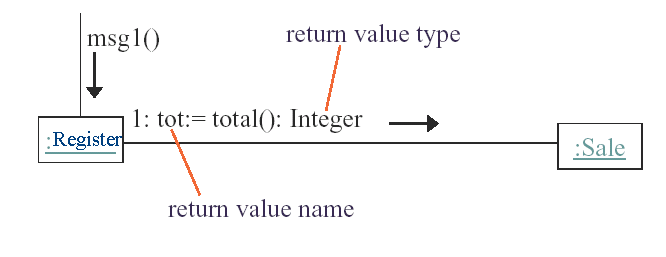 msg1()
return value type
1: tot:= total(): Integer
:Register
:Sale
return value name